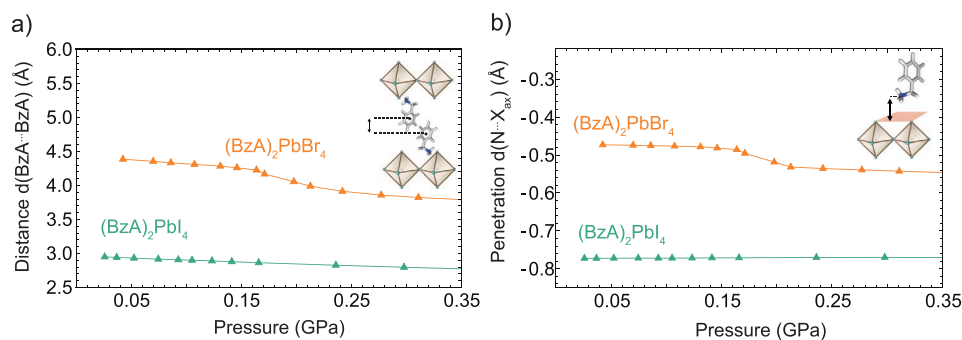 a)
Distance d(BzA··BzA) (Å)
6.0
5.5
5.0
4.5
4.0
3.5
3.0
2.5
(BzA)₂PbBr₄
(BzA)₂PbI₄
0.05
0.15
0.25
0.35
Pressure (GPa)
b)
Penetration d(N··Xₐₓ) (Å)
-0.3
-0.4
-0.5
-0.6
-0.7
-0.8
(BzA)₂PbBr₄
(BzA)₂PbI₄
0.05
0.15
0.25
0.35
Pressure (GPa)